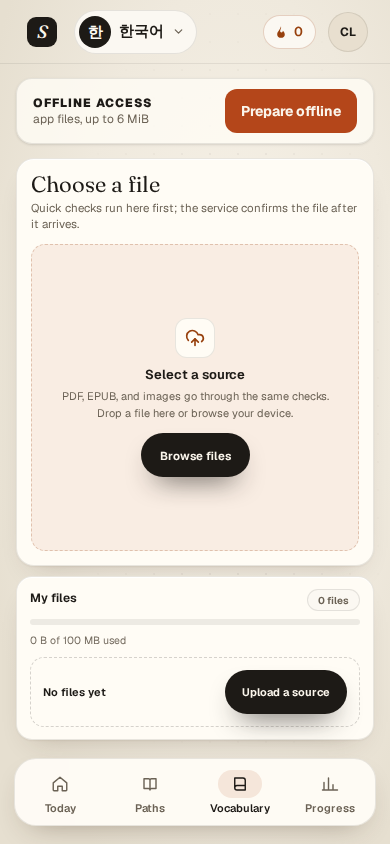 S
한 한국어
0
CL
OFFLINE ACCESS
app files, up to 6 MiB
Prepare offline
Choose a file
Quick checks run here first; the service confirms the file after
it arrives.
Select a source
PDF, EPUB, and images go through the same checks.
Drop a file here or browse your device.
Browse files
My files
0 files
0 B of 100 MB used
No files yet
Upload a source
Today
Paths
Vocabulary
Progress